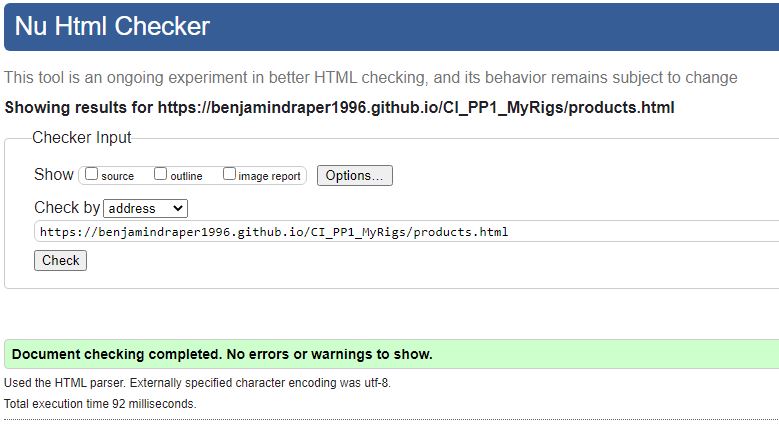 Nu Html Checker
This tool is an ongoing experiment in better HTML checking, and its behavior remains subject to change
Showing results for https://benjamindraper1996.github.io/CI_PP1_MyRigs/products.html
Checker Input
Show source outline image report Options...
Check by address
https://benjamindraper1996.github.io/CI_PP1_MyRigs/products.html
Check
Document checking completed. No errors or warnings to show.
Used the HTML parser. Externally specified character encoding was utf-8.
Total execution time 92 milliseconds.